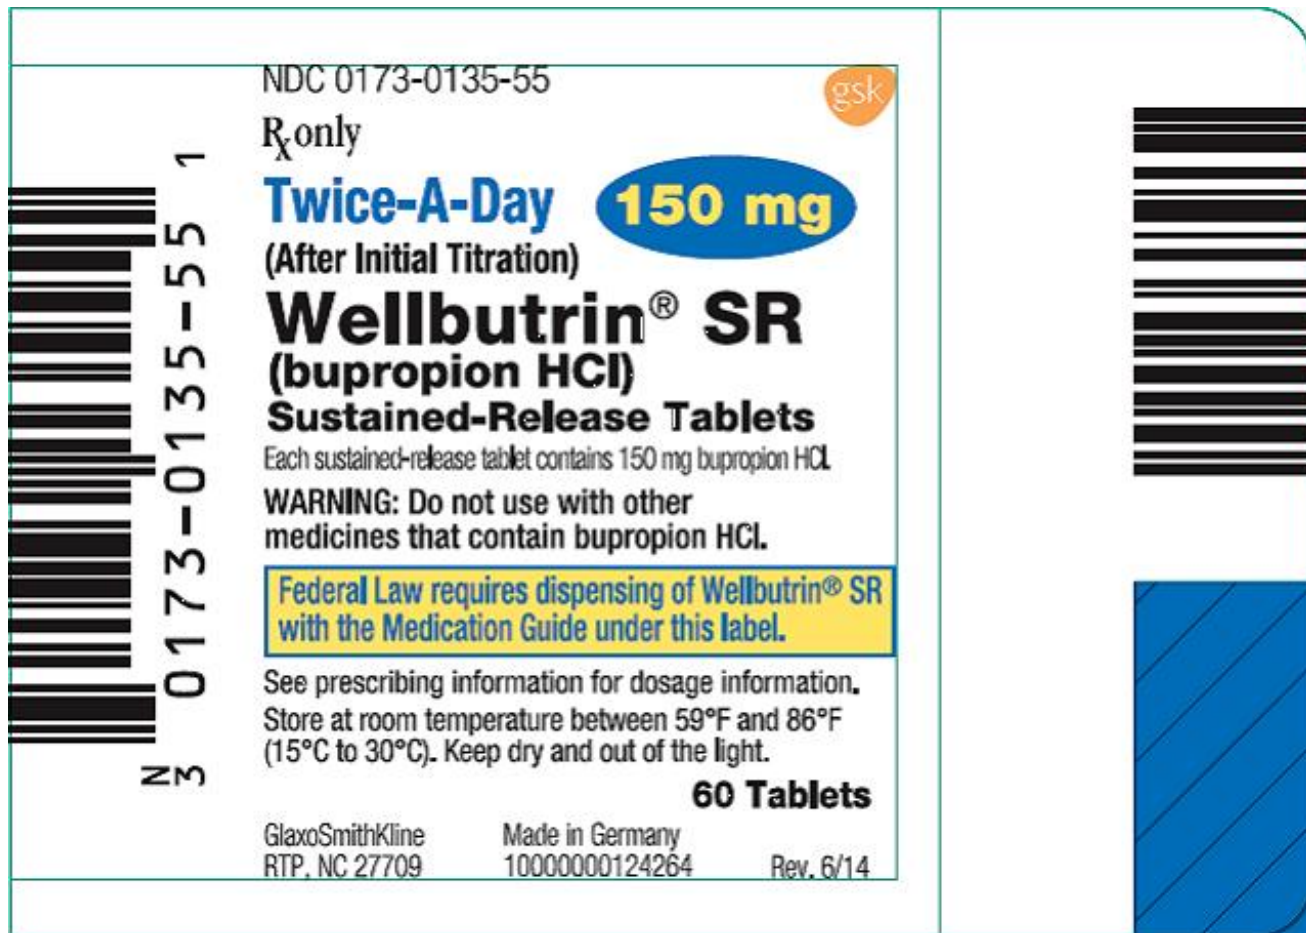 NDC 0173-0135-55
gsk
Rx only
Twice-A-Day 150 mg
(After Initial Titration)
Wellbutrin® SR
(bupropion HCl)
Sustained-Release Tablets
Each sustained-release tablet contains 150 mg bupropion HCl.
WARNING: Do not use with other
medicines that contain bupropion HCl.
Federal Law requires dispensing of Wellbutrin® SR
with the Medication Guide under this label.
See prescribing information for dosage information.
Store at room temperature between 59°F and 86°F
(15°C to 30°C). Keep dry and out of the light.
60 Tablets
GlaxoSmithKline Made in Germany
RTP, NC 27709 10000000124264 Rev. 6/14
N3 0173-0135-55 1